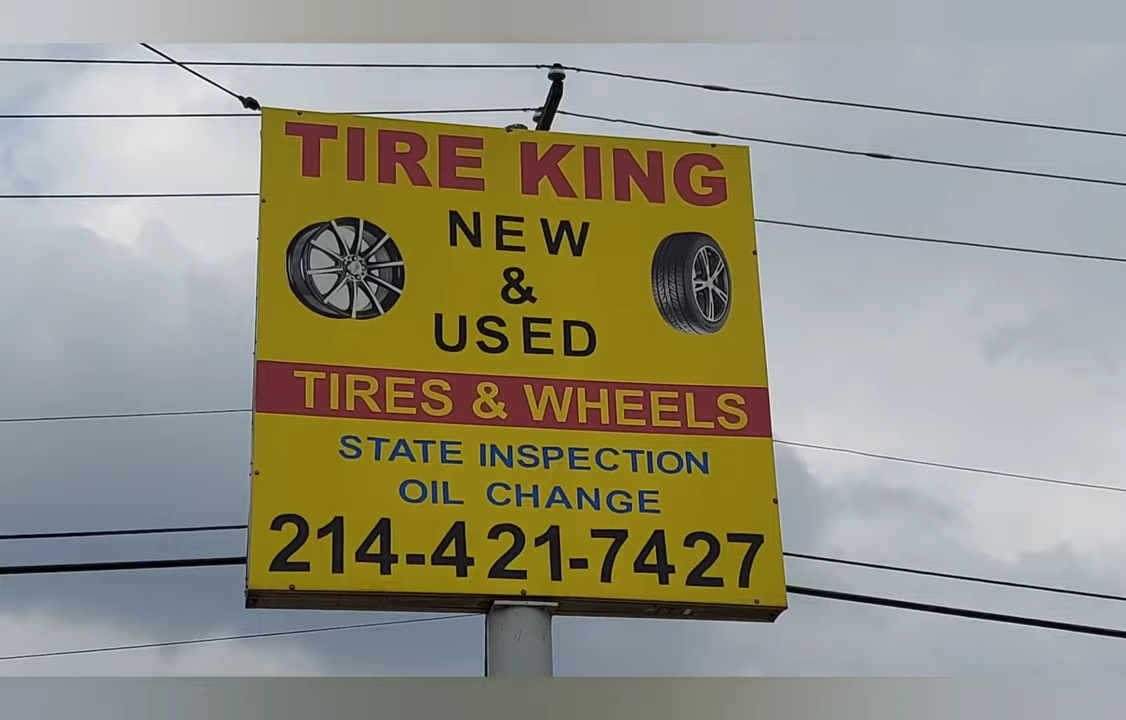 TIRE KING
NEW
&
USED
TIRES & WHEELS
STATE INSPECTION
OIL CHANGE
214-421-7427